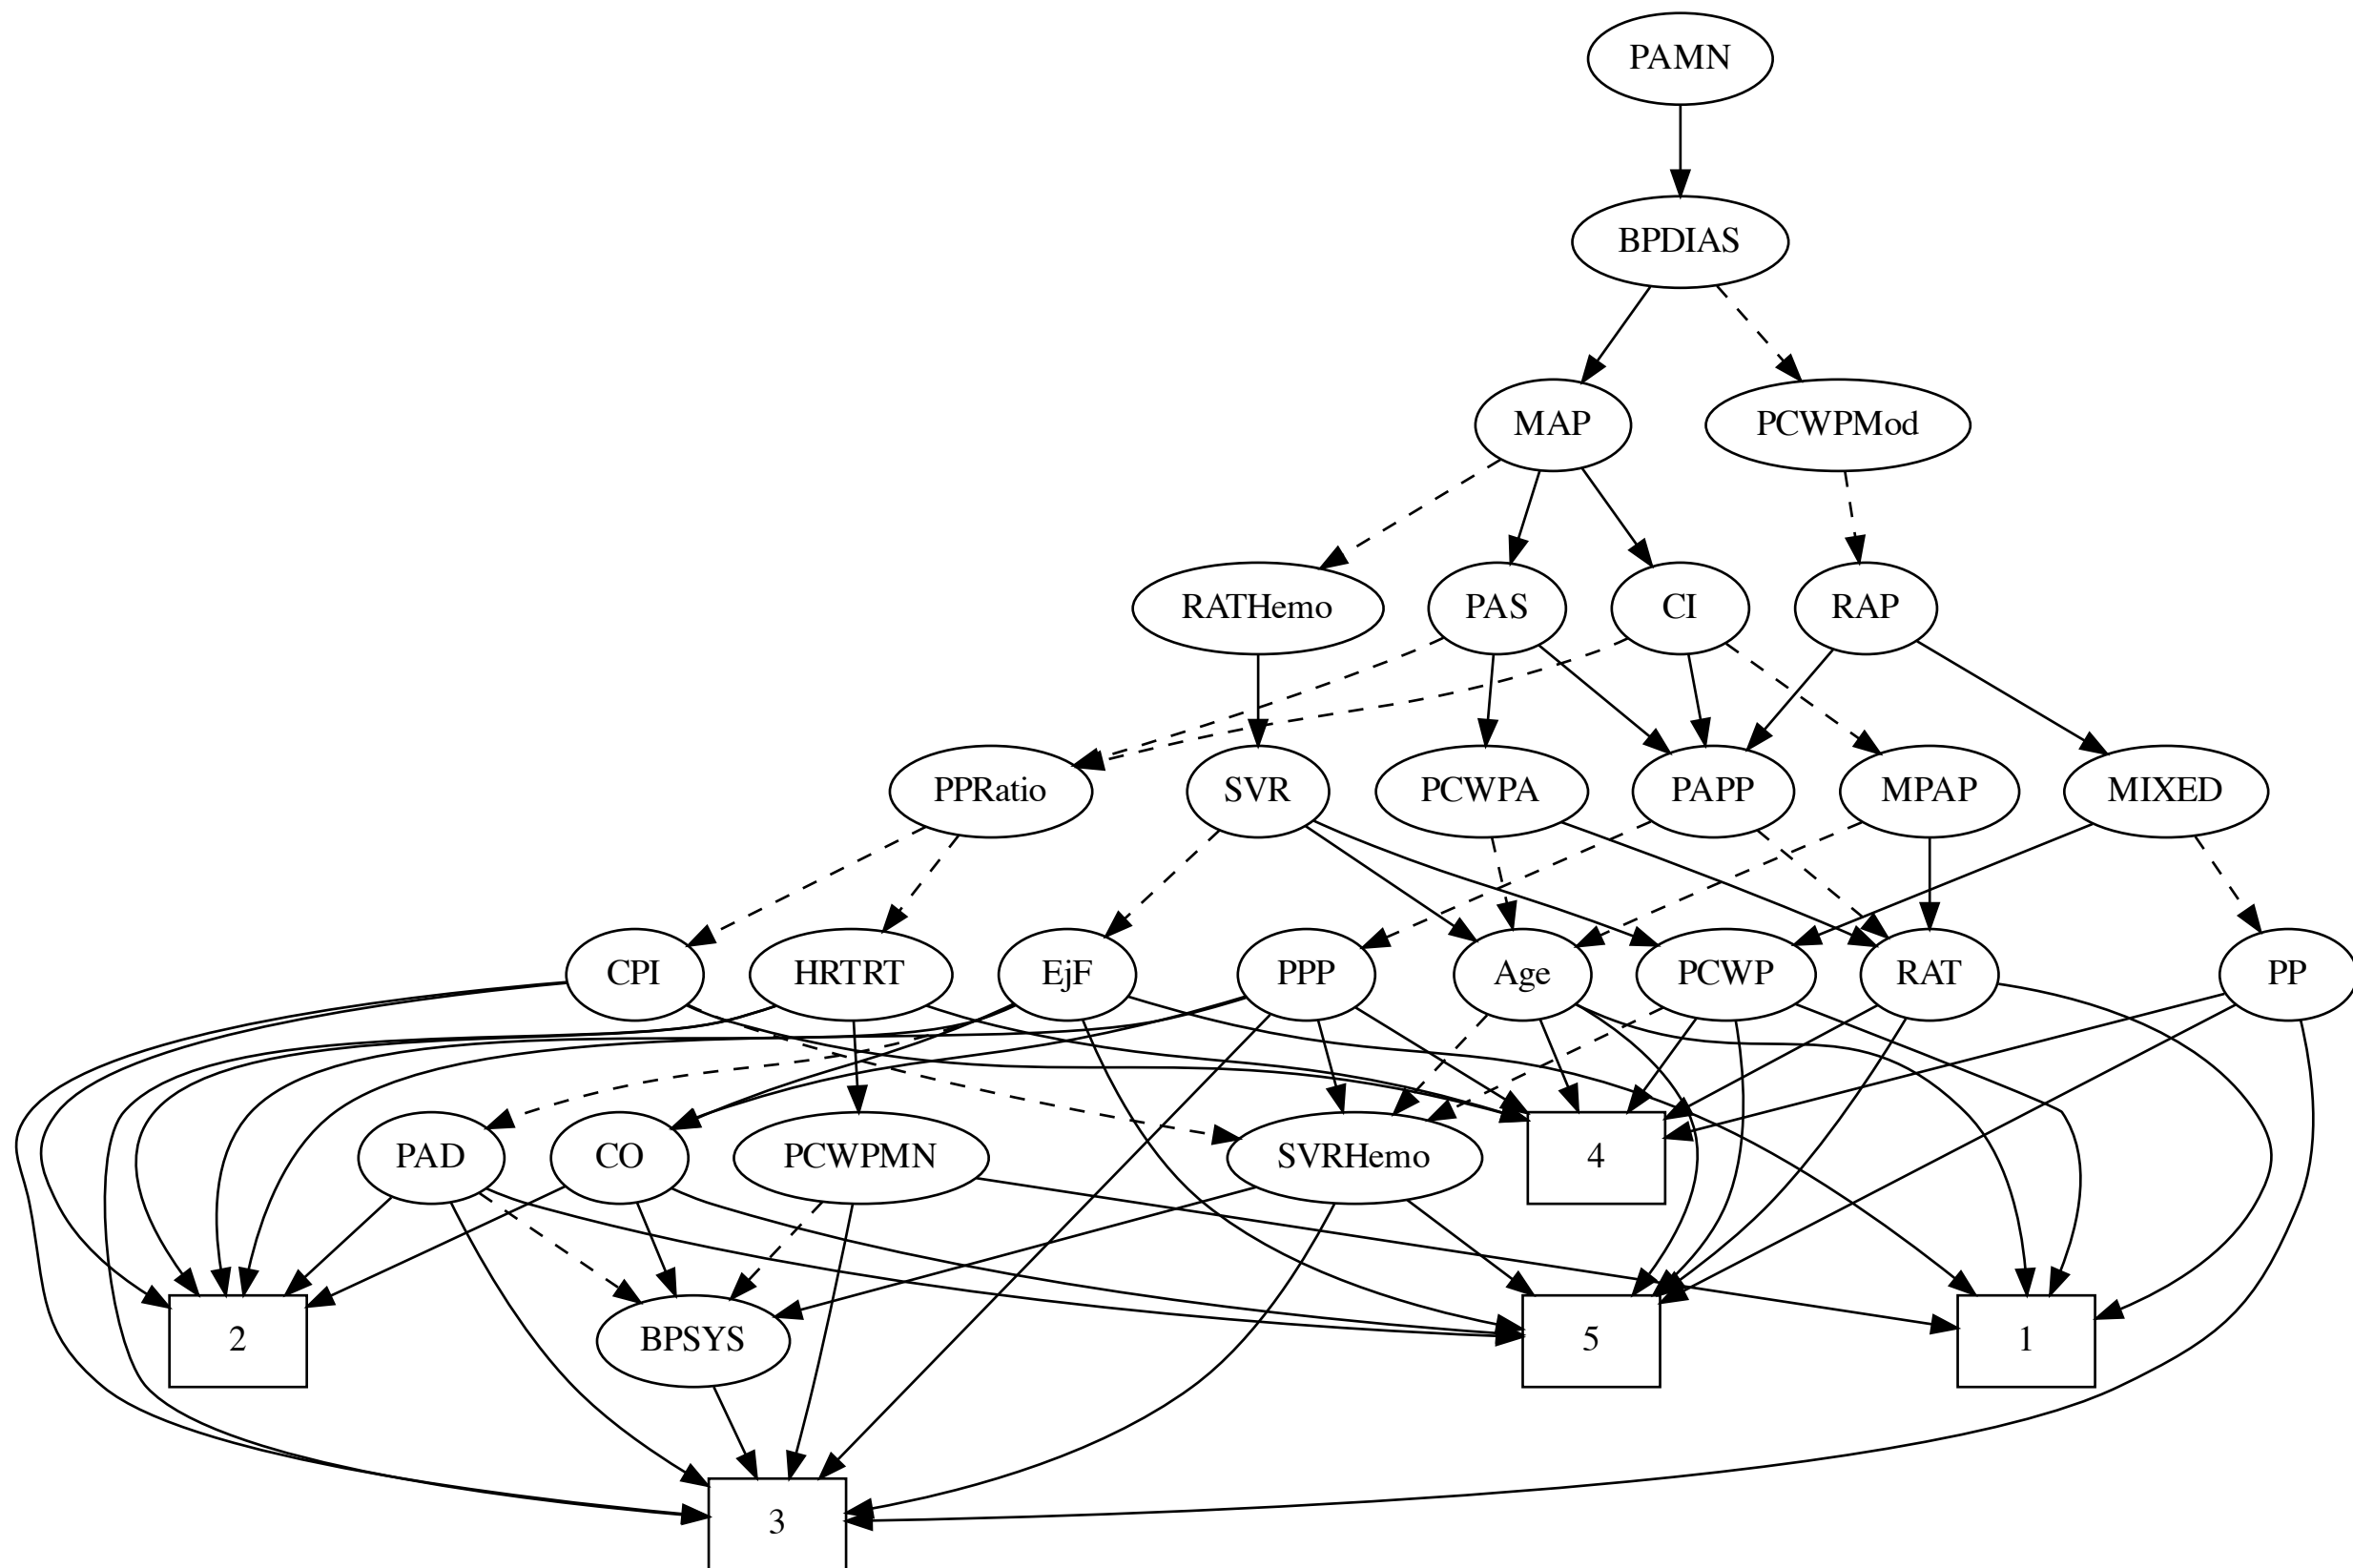 PAMN
BPDIAS
MAP
PCWPMod
RATHemo
PAS
CI
RAP
PPRatio
SVR
PCWPA
PAPP
MPAP
MIXED
CPI
HRTRT
EjF
PPP
Age
PCWP
RAT
PP
PAD
CO
PCWPMN
SVRHemo
4
2
BPSYS
5
1
3